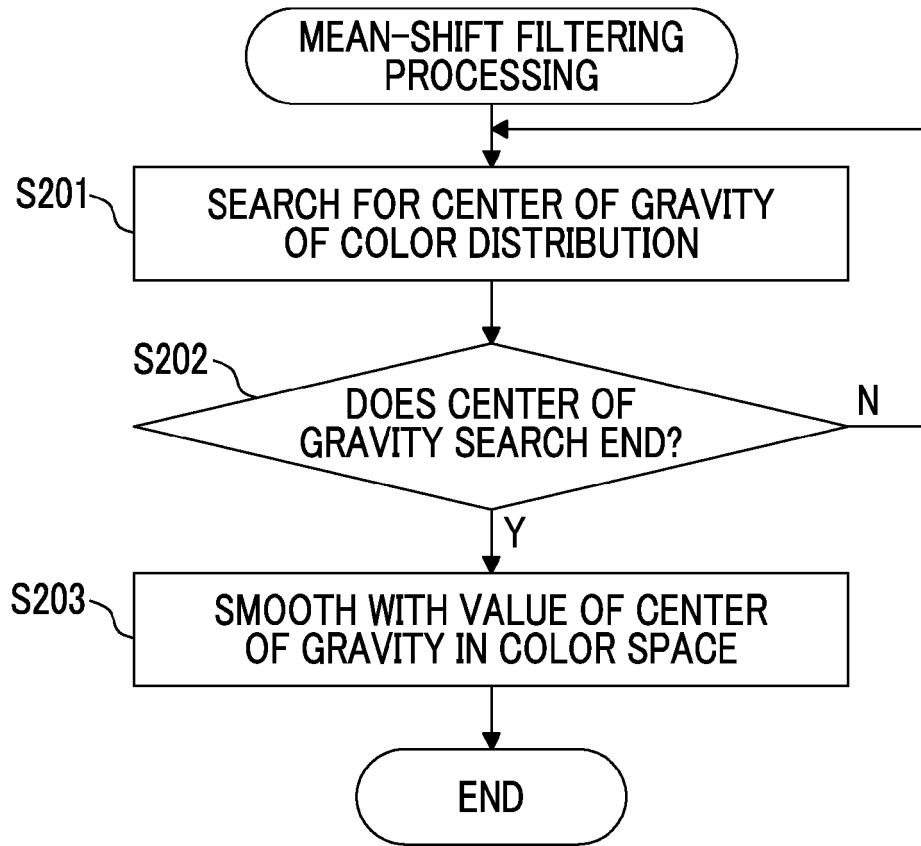 MEAN-SHIFT FILTERING
PROCESSING
S201
SEARCH FOR CENTER OF GRAVITY
OF COLOR DISTRIBUTION
S202
DOES CENTER OF
GRAVITY SEARCH END?
N
Y
S203
SMOOTH WITH VALUE OF CENTER
OF GRAVITY IN COLOR SPACE
END